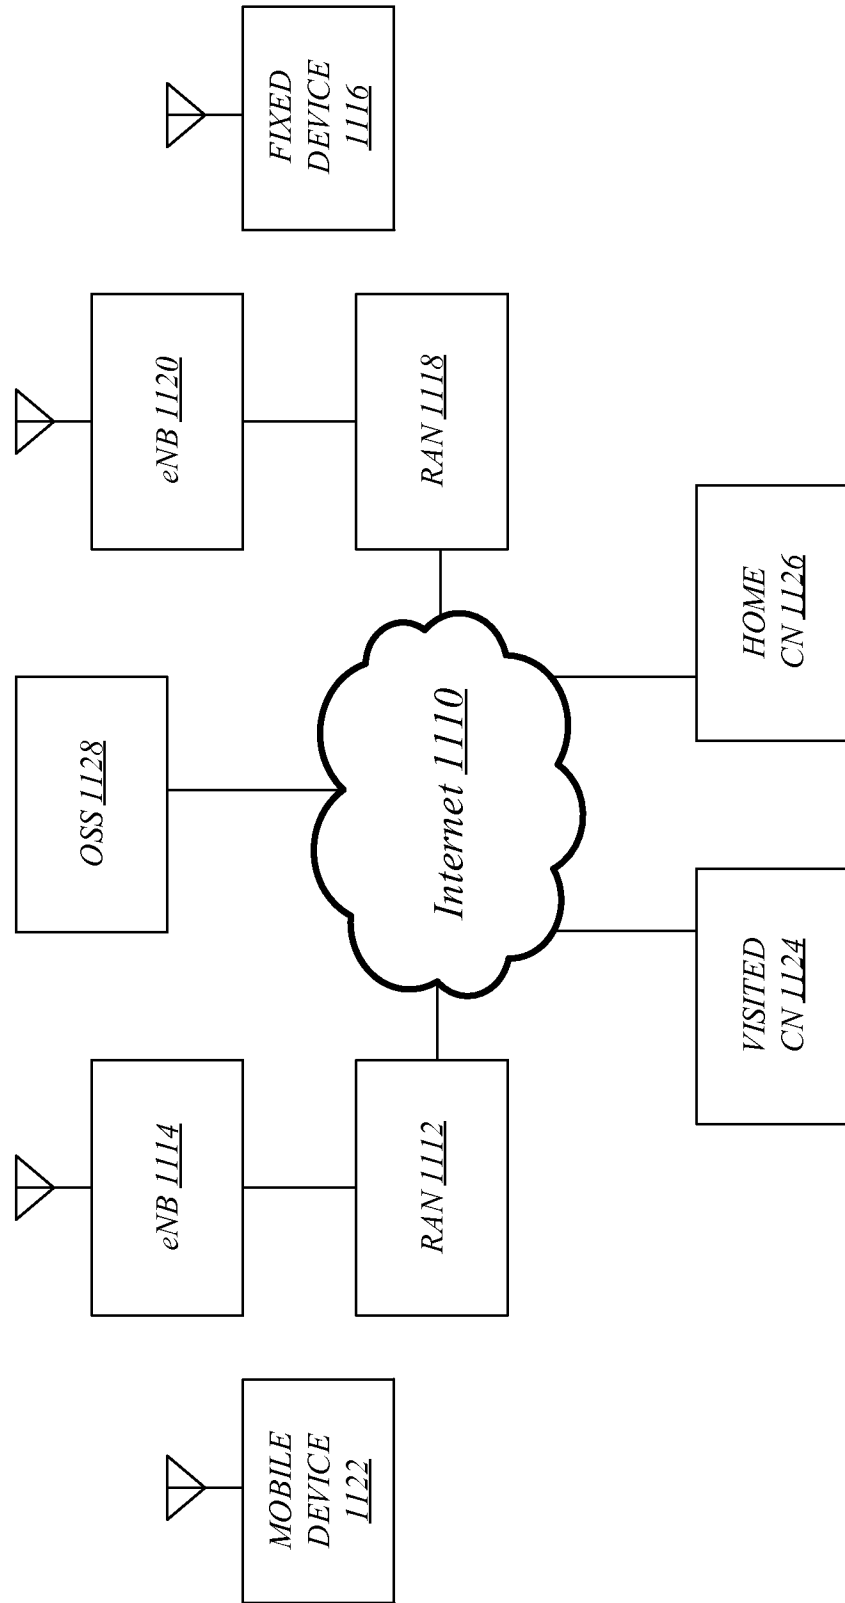 OSS 1128
eNB 1114
eNB 1120
MOBILE
DEVICE
1122
FIXED
DEVICE
1116
RAN 1112
Internet 1110
RAN 1118
VISITED
CN 1124
HOME
CN 1126